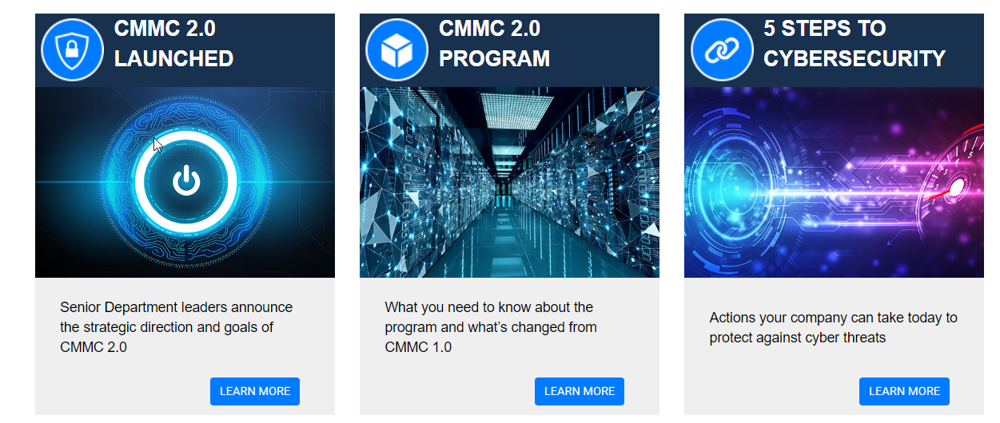 CMMC 2.0
LAUNCHED
Senior Department leaders announce
the strategic direction and goals of
CMMC 2.0
LEARN MORE
CMMC 2.0
PROGRAM
What you need to know about the
program and what’s changed from
CMMC 1.0
LEARN MORE
5 STEPS TO
CYBERSECURITY
Actions your company can take today to
protect against cyber threats
LEARN MORE